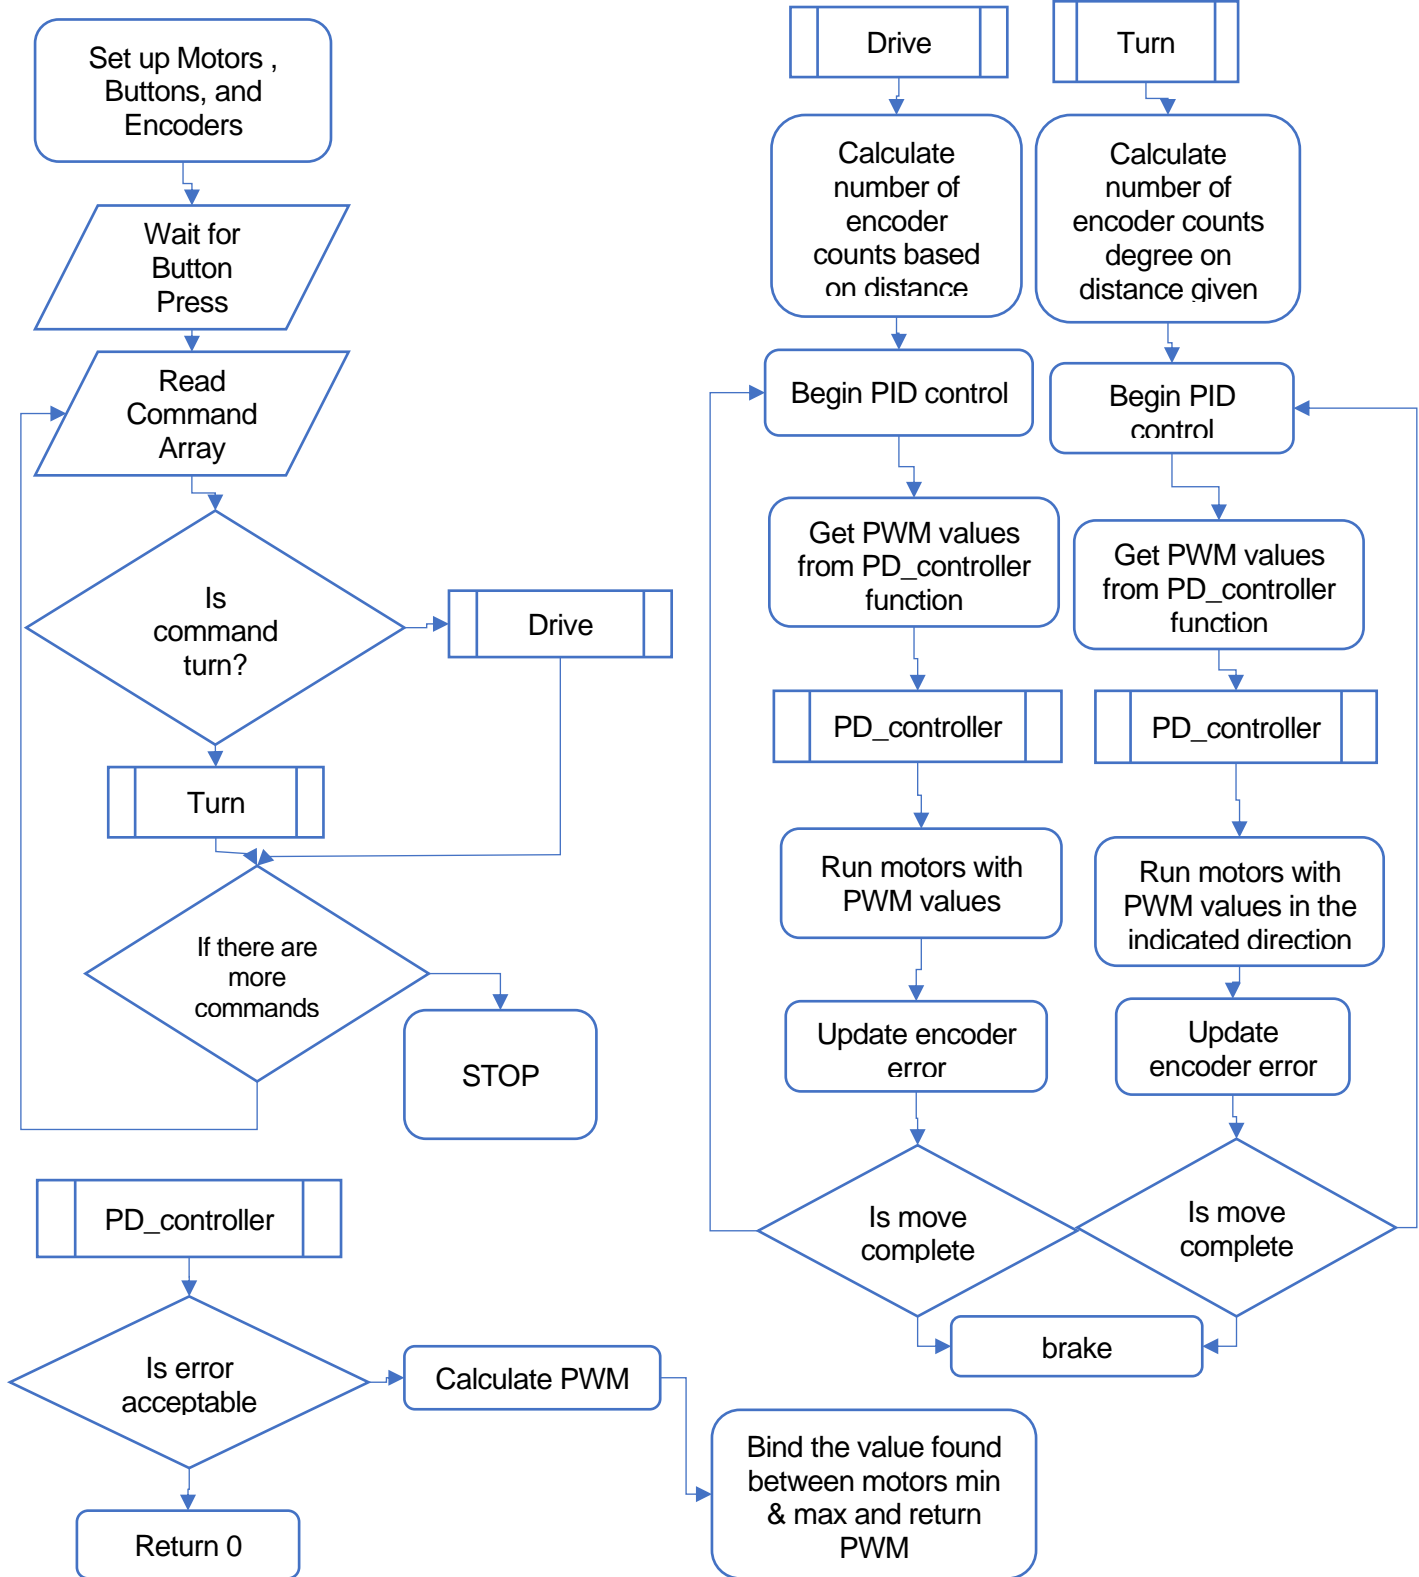 Set up Motors ,
Buttons, and
Encoders
Wait for
Button
Press
Read
Command
Array
Is
command
turn?
Drive
Turn
If there are
more
commands
STOP
PD_controller
Is error
acceptable
Calculate PWM
Return 0
Bind the value found
between motors min
& max and return
PWM
Drive
Calculate
number of
encoder
counts based
on distance
Begin PID control
Get PWM values
from PD_controller
function
PD_controller
Run motors with
PWM values
Update encoder
error
Is move
complete
Turn
Calculate
number of
encoder counts
degree on
distance given
Begin PID
control
Get PWM values
from PD_controller
function
PD_controller
Run motors with
PWM values in the
indicated direction
Update
encoder error
Is move
complete
brake